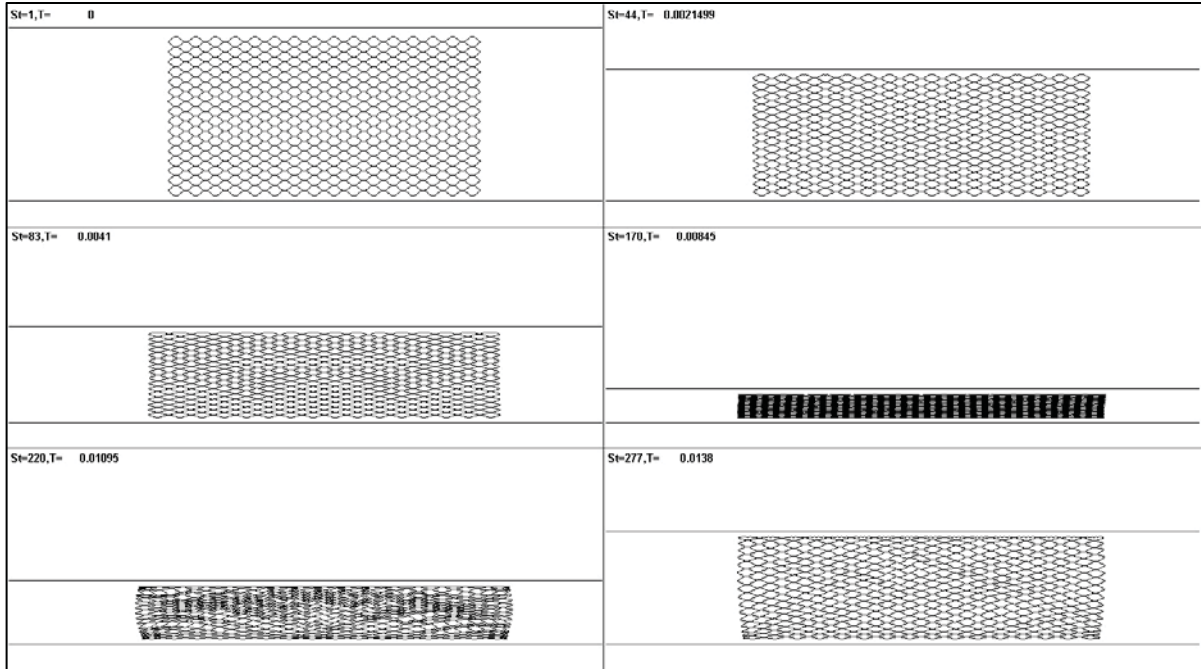 St=1,T= 0
St=44,T= 0.0021499
St=83,T= 0.0041
St=170,T= 0.00845
St=220,T= 0.01095
St=277,T= 0.0138